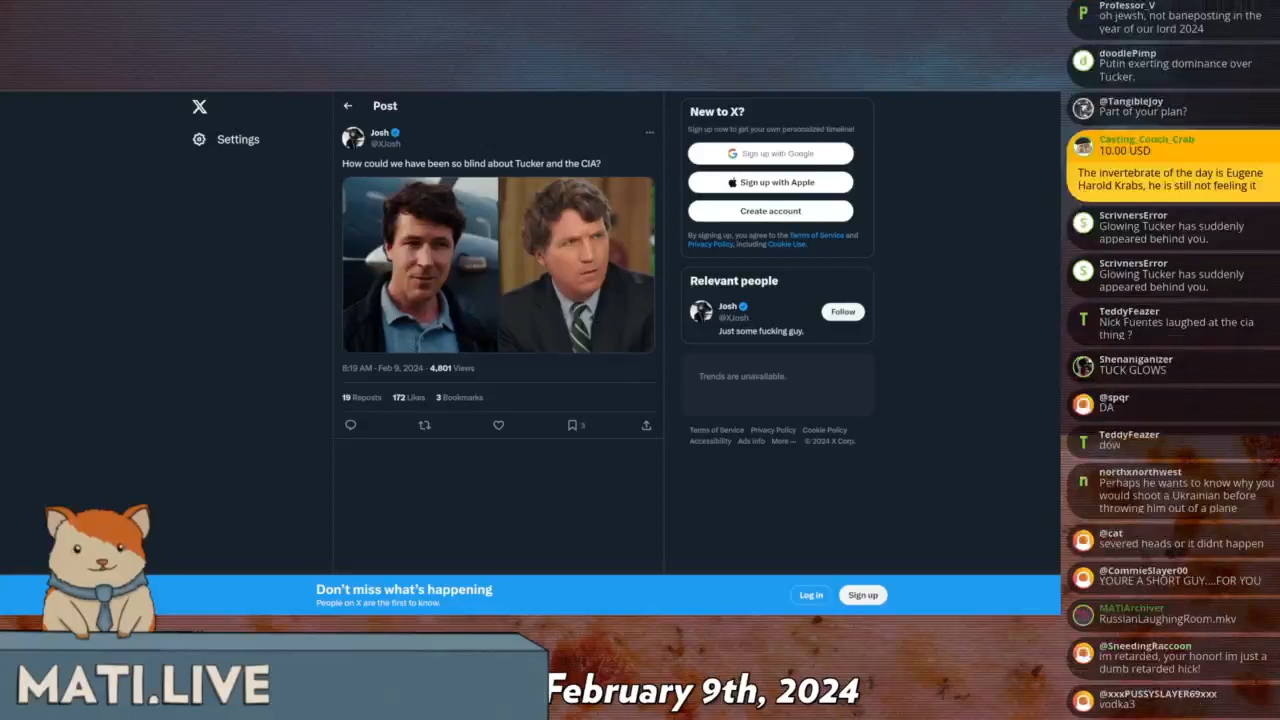 Settings
Post
Josh
@XJosh
How could we have been so blind about Tucker and the CIA?
8:19 AM · Feb 9, 2024 · 4,801 Views
19 Reposts 172 Likes 3 Bookmarks
3
New to X?
Sign up now to get your own personalized timeline!
Sign up with Google
Sign up with Apple
Create account
By signing up, you agree to the Terms of Service and
Privacy Policy, including Cookie Use.
Relevant people
Josh
@XJosh
Follow
Just some fucking guy.
Trends are unavailable.
Terms of Service Privacy Policy Cookie Policy
Accessibility Ads info More — © 2024 X Corp.
Don't miss what's happening
People on X are the first to know.
Log in
Sign up
MATI.LIVE
February 9th, 2024
P
Professor_V
oh jewsh, not baneposting in the
year of our lord 2024
d
doodlePimp
Putin exerting dominance over
Tucker.
@TangibleJoy
Part of your plan?
Casting_Couch_Crab
10.00 USD
The invertebrate of the day is Eugene
Harold Krabs, he is still not feeling it
S
ScrivnersError
Glowing Tucker has suddenly
appeared behind you.
S
ScrivnersError
Glowing Tucker has suddenly
appeared behind you.
T
TeddyFeazer
Nick Fuentes laughed at the cia
thing ?
Shenaniganizer
TUCK GLOWS
@spqr
DA
T
TeddyFeazer
dow
n
northxnorthwest
Perhaps he wants to know why you
would shoot a Ukrainian before
throwing him out of a plane
@cat
severed heads or it didnt happen
@CommieSlayer00
YOURE A SHORT GUY....FOR YOU
MATIArchiver
RussianLaughingRoom.mkv
@SneedingRaccoon
im retarded, your honor! im just a
dumb retarded hick!
@xxxPUSSYSLAYER69xxx
vodka3